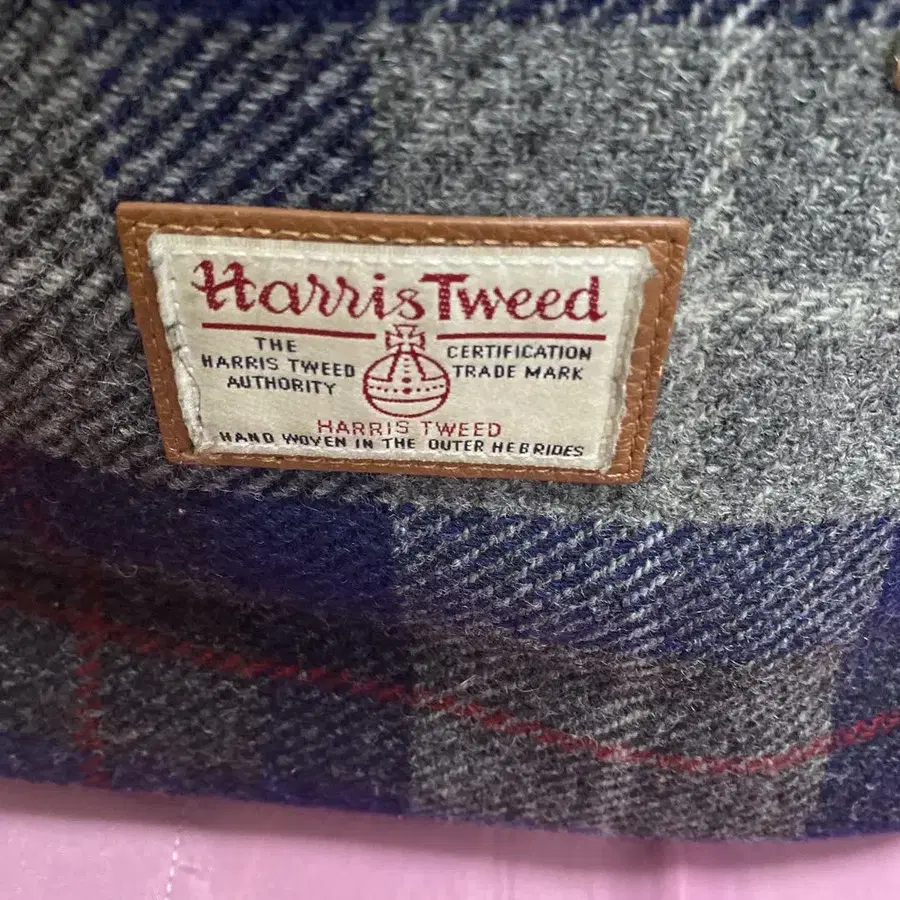 Harris Tweed
THE
HARRIS TWEED
AUTHORITY
CERTIFICATION
TRADE MARK
HARRIS TWEED
HAND WOVEN IN THE OUTER HEBRIDES